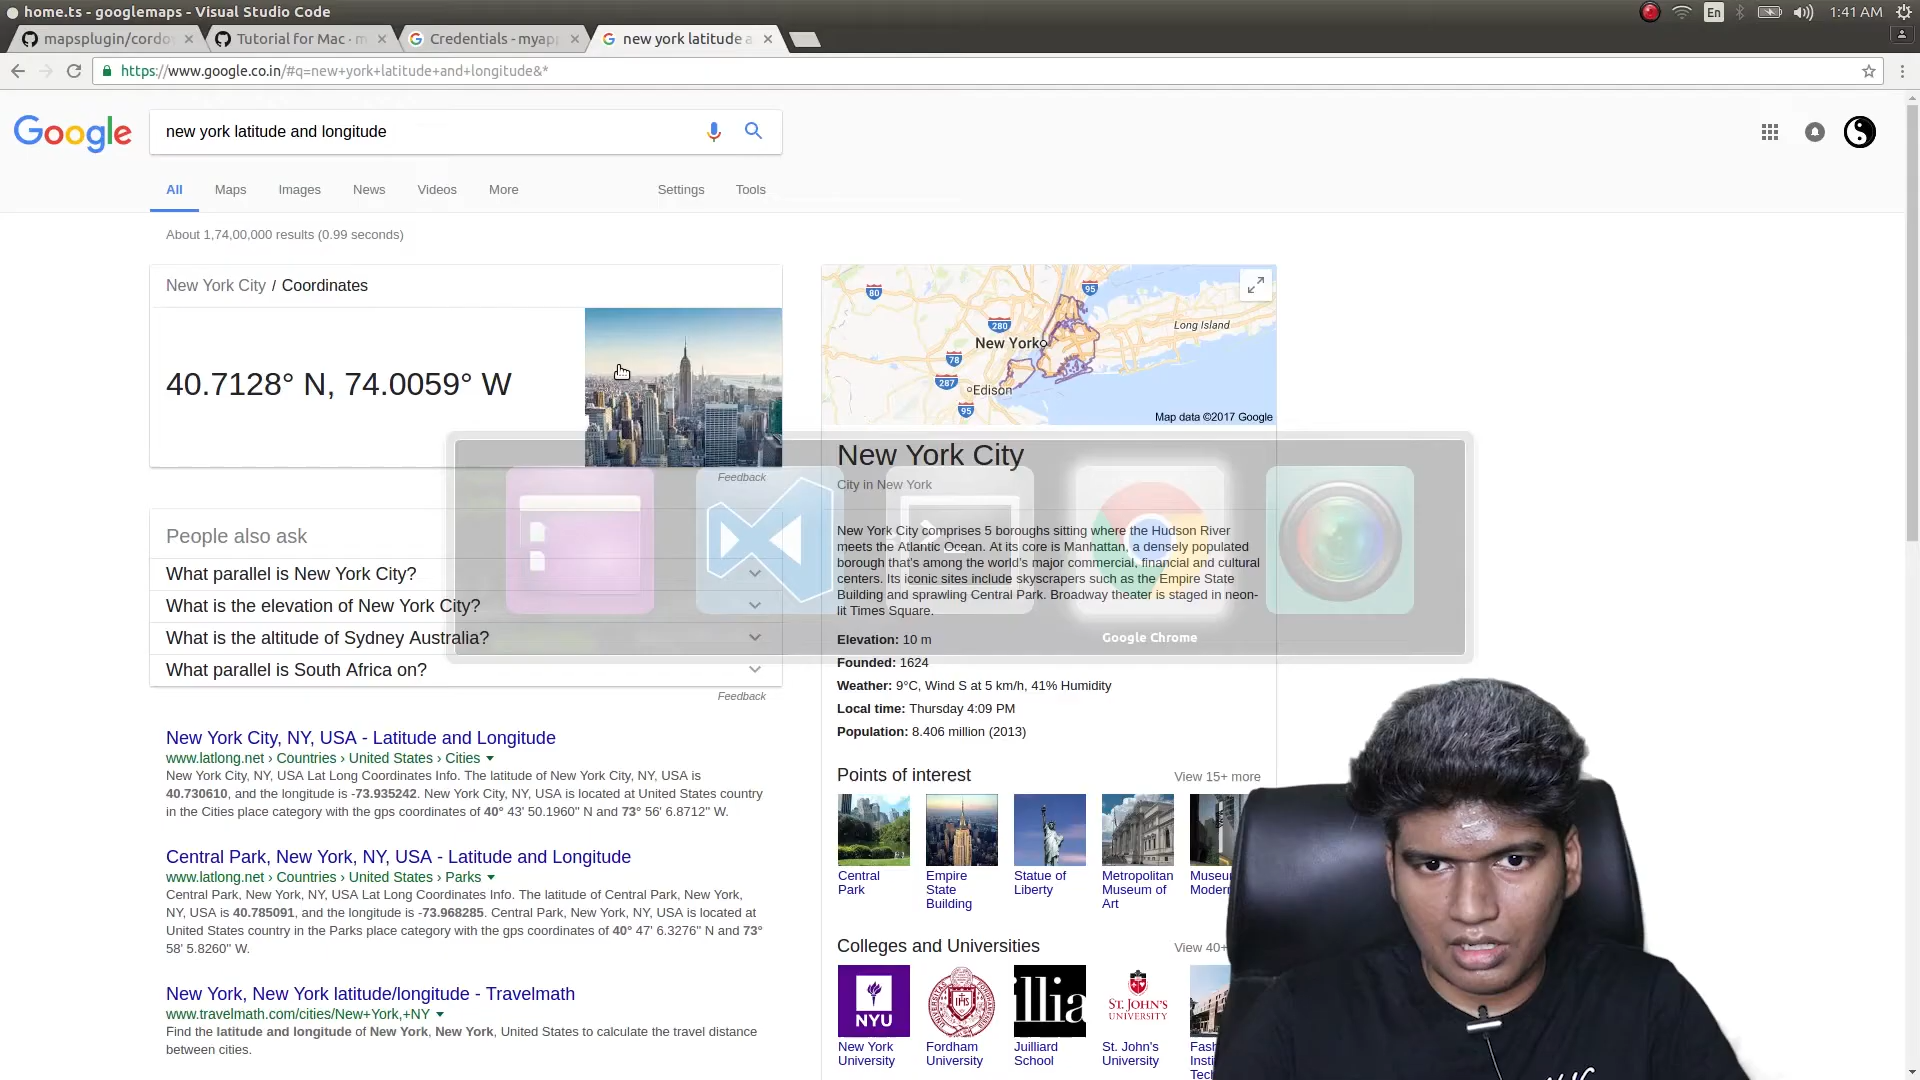 home.ts - googlemaps - Visual Studio Code
En
1:41 AM
mapsplugin/cordo
Tutorial for Mac · m
Credentials - myapp
new york latitude a
https://www.google.co.in/#q=new+york+latitude+and+longitude&*
Google
new york latitude and longitude
All Maps Images News Videos More Settings Tools
About 1,74,00,000 results (0.99 seconds)
New York City / Coordinates
40.7128° N, 74.0059° W
Feedback
People also ask
What parallel is New York City?
What is the elevation of New York City?
What is the altitude of Sydney Australia?
What parallel is South Africa on?
Feedback
New York City, NY, USA - Latitude and Longitude
www.latlong.net › Countries › United States › Cities
New York City, NY, USA Lat Long Coordinates Info. The latitude of New York City, NY, USA is
40.730610, and the longitude is -73.935242. New York City, NY, USA is located at United States country
in the Cities place category with the gps coordinates of 40° 43' 50.1960" N and 73° 56' 6.8712" W.
Central Park, New York, NY, USA - Latitude and Longitude
www.latlong.net › Countries › United States › Parks
Central Park, New York, NY, USA Lat Long Coordinates Info. The latitude of Central Park, New York,
NY, USA is 40.785091, and the longitude is -73.968285. Central Park, New York, NY, USA is located at
United States country in the Parks place category with the gps coordinates of 40° 47' 6.3276" N and 73°
58' 5.8260" W.
New York, New York latitude/longitude - Travelmath
www.travelmath.com/cities/New+York,+NY
Find the latitude and longitude of New York, New York, United States to calculate the travel distance
between cities.
80
95
280
Long Island
New York
78
287
Edison
95
Map data ©2017 Google
New York City
City in New York
New York City comprises 5 boroughs sitting where the Hudson River
meets the Atlantic Ocean. At its core is Manhattan, a densely populated
borough that's among the world's major commercial, financial and cultural
centers. Its iconic sites include skyscrapers such as the Empire State
Building and sprawling Central Park. Broadway theater is staged in neon-
lit Times Square.
Google Chrome
Elevation: 10 m
Founded: 1624
Weather: 9°C, Wind S at 5 km/h, 41% Humidity
Local time: Thursday 4:09 PM
Population: 8.406 million (2013)
Points of interest
View 15+ more
Central
Park
Empire
State
Building
Statue of
Liberty
Metropolitan
Museum of
Art
Museu
Modern
Colleges and Universities
View 40+
NYU
illia
ST. JOHN'S
UNIVERSITY
New York
University
Fordham
University
Juilliard
School
St. John's
University
Fash
Insti
Tech